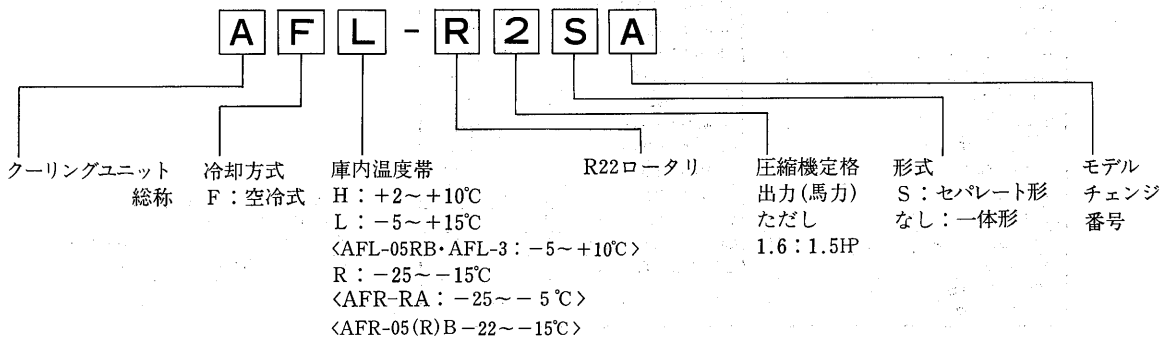 AFL-R2SA
クーリングユニット
総称
冷却方式
F：空冷式
庫内温度帯
H：+2～+10℃
L：-5～+15℃
〈AFL-05RB・AFL-3：-5～+10℃〉
R：-25～-15℃
〈AFR-RA：-25～-5℃〉
〈AFR-05(R)B-22～-15℃〉
R22ロータリ
圧縮機定格
出力(馬力)
ただし
1.6：1.5HP
形式
S：セパレート形
なし：一体形
モデル
チェンジ
番号